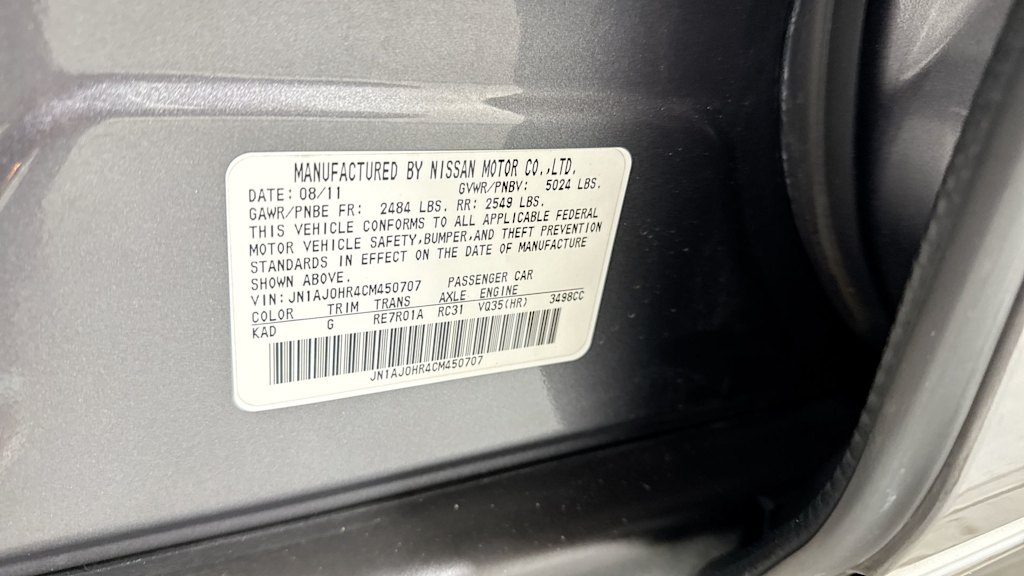 MANUFACTURED BY NISSAN MOTOR CO.,LTD.
DATE: 08/11 GVWR/PNBV: 5024 LBS.
GAWR/PNBE FR: 2484 LBS. RR: 2549 LBS.
THIS VEHICLE CONFORMS TO ALL APPLICABLE FEDERAL
MOTOR VEHICLE SAFETY,BUMPER,AND THEFT PREVENTION
STANDARDS IN EFFECT ON THE DATE OF MANUFACTURE
SHOWN ABOVE.
VIN:JN1AJ0HR4CM450707 PASSENGER CAR
COLOR TRIM TRANS AXLE ENGINE
KAD G RE7R01A RC31 VQ35(HR) 3498CC
JN1AJ0HR4CM450707